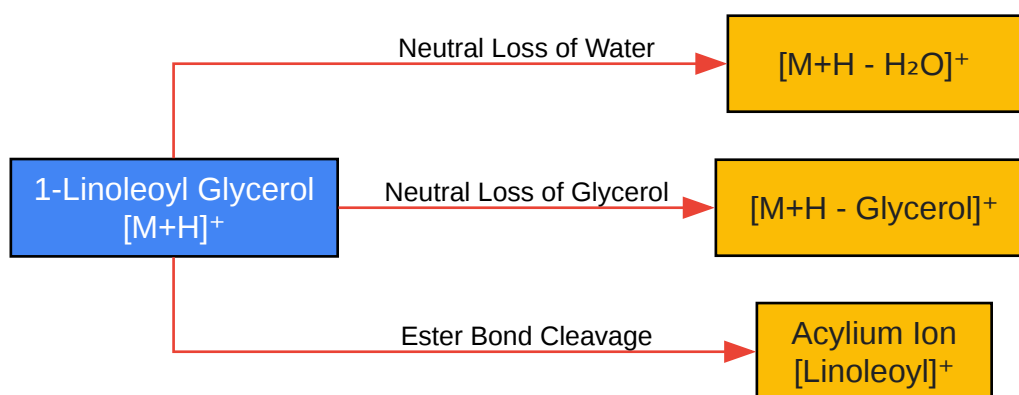 Neutral Loss of Water
[M+H - H₂O]⁺
1-Linoleoyl Glycerol
[M+H]⁺
Neutral Loss of Glycerol
[M+H - Glycerol]⁺
Ester Bond Cleavage
Acylium Ion
[Linoleoyl]⁺